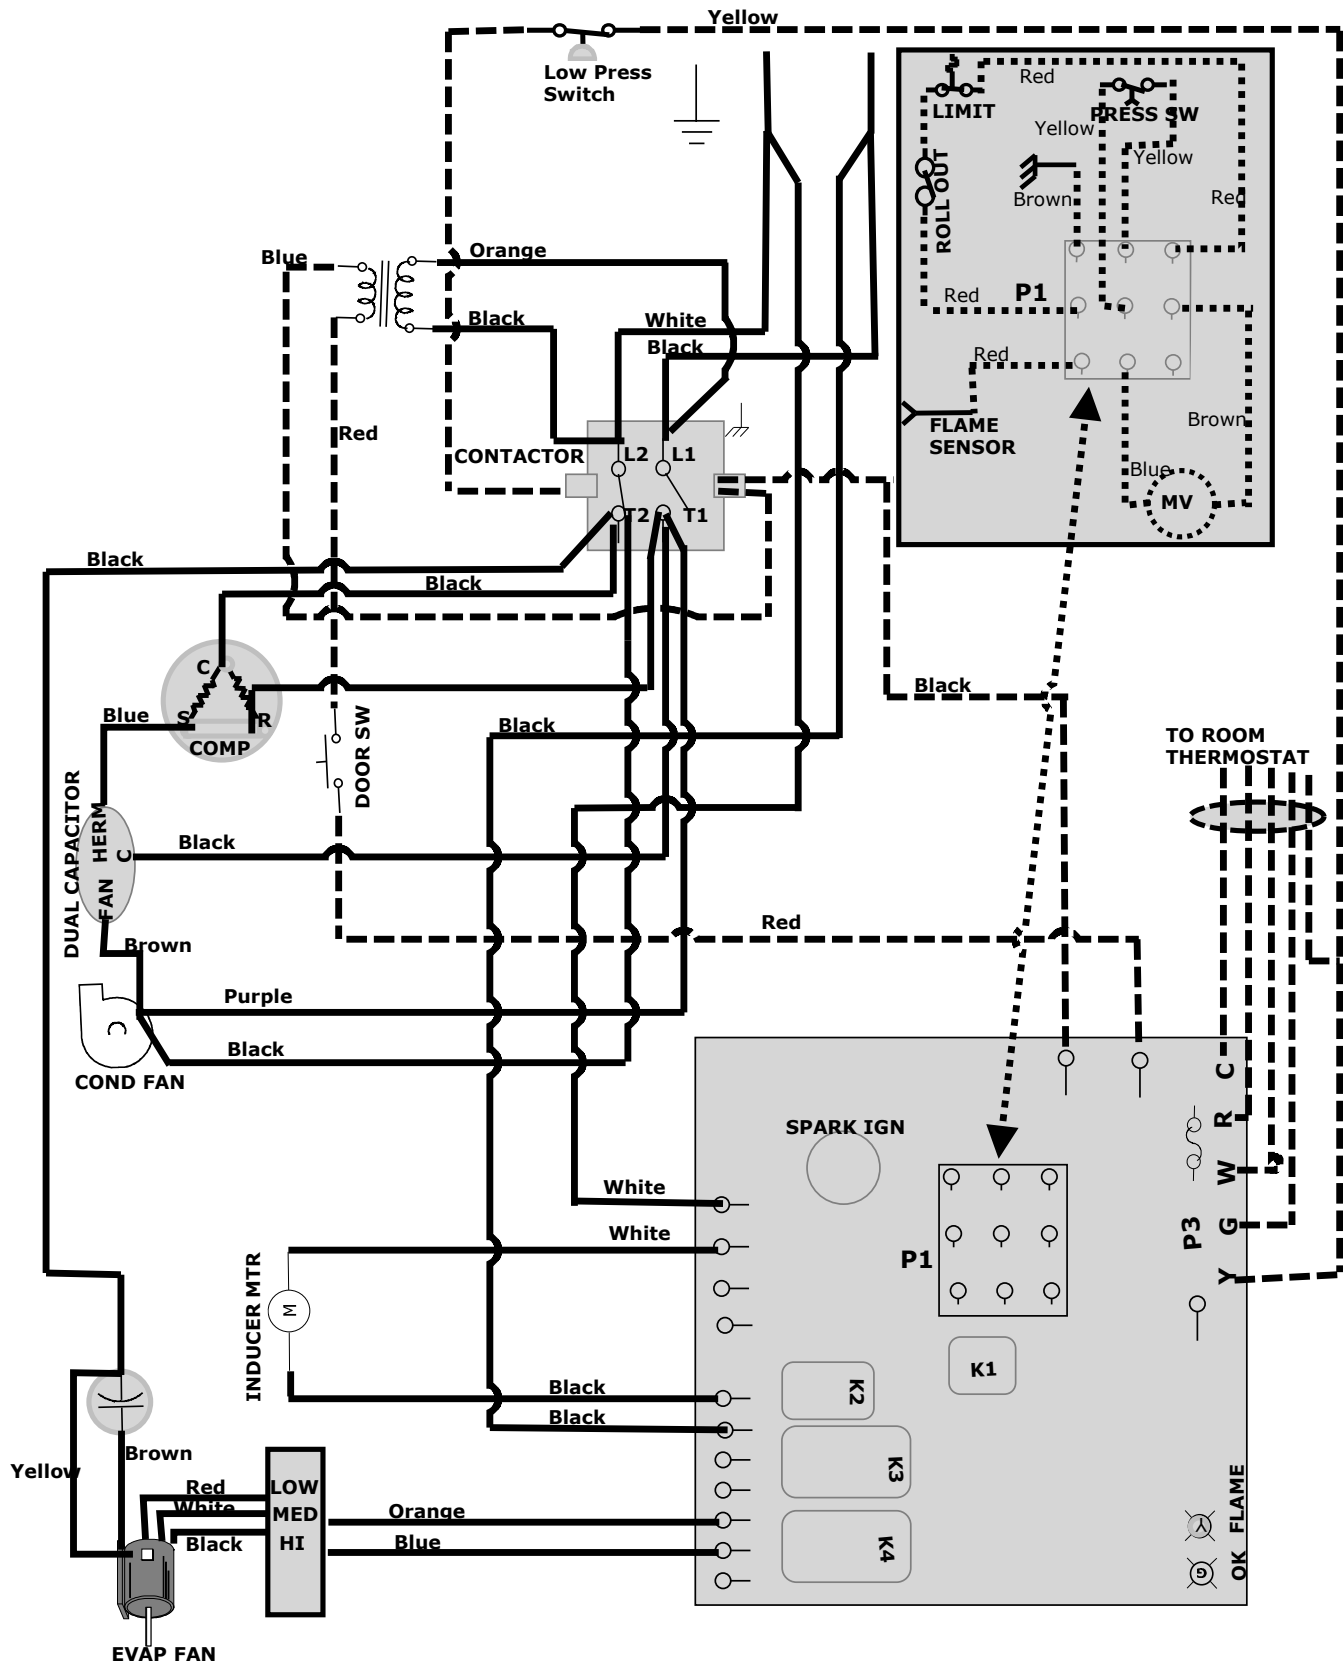 Yellow
Low Press
Switch
Red
LIMIT
PRESS SW
Yellow
Yellow
ROLL OUT
Brown
Red
Blue
Orange
Red
P1
Black
White
Black
Red
Red
FLAME
SENSOR
Brown
CONTACTOR
L2
L1
Blue
MV
T2
T1
Black
Black
C
S
R
COMP
Blue
Black
Black
DOOR SW
TO ROOM
THERMOSTAT
DUAL CAPACITOR
HERM
C
FAN
Black
Brown
Red
Purple
Black
COND FAN
C
R
W
G
Y
P3
SPARK IGN
White
White
P1
INDUCER MTR
M
K1
K2
Black
Black
K3
Yellow
Brown
Red
White
Black
LOW
MED
HI
Orange
Blue
K4
FLAME
Y
OK
G
EVAP FAN